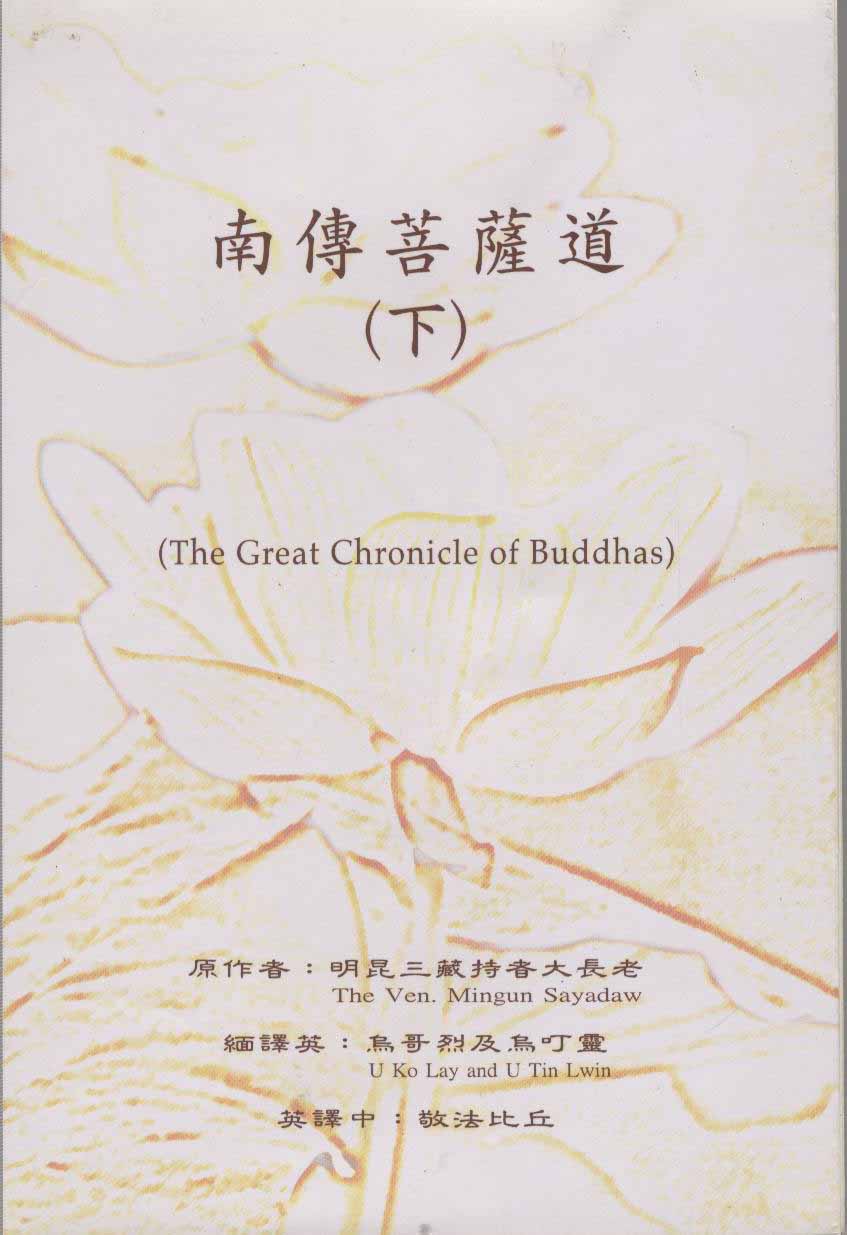 南傳菩薩道
(下)
(The Great Chronicle of Buddhas)
原作者：明昆三藏持者大長老
The Ven. Mingun Sayadaw
緬譯英：烏哥烈及烏叮靈
U Ko Lay and U Tin Lwin
英譯中：敬法比丘